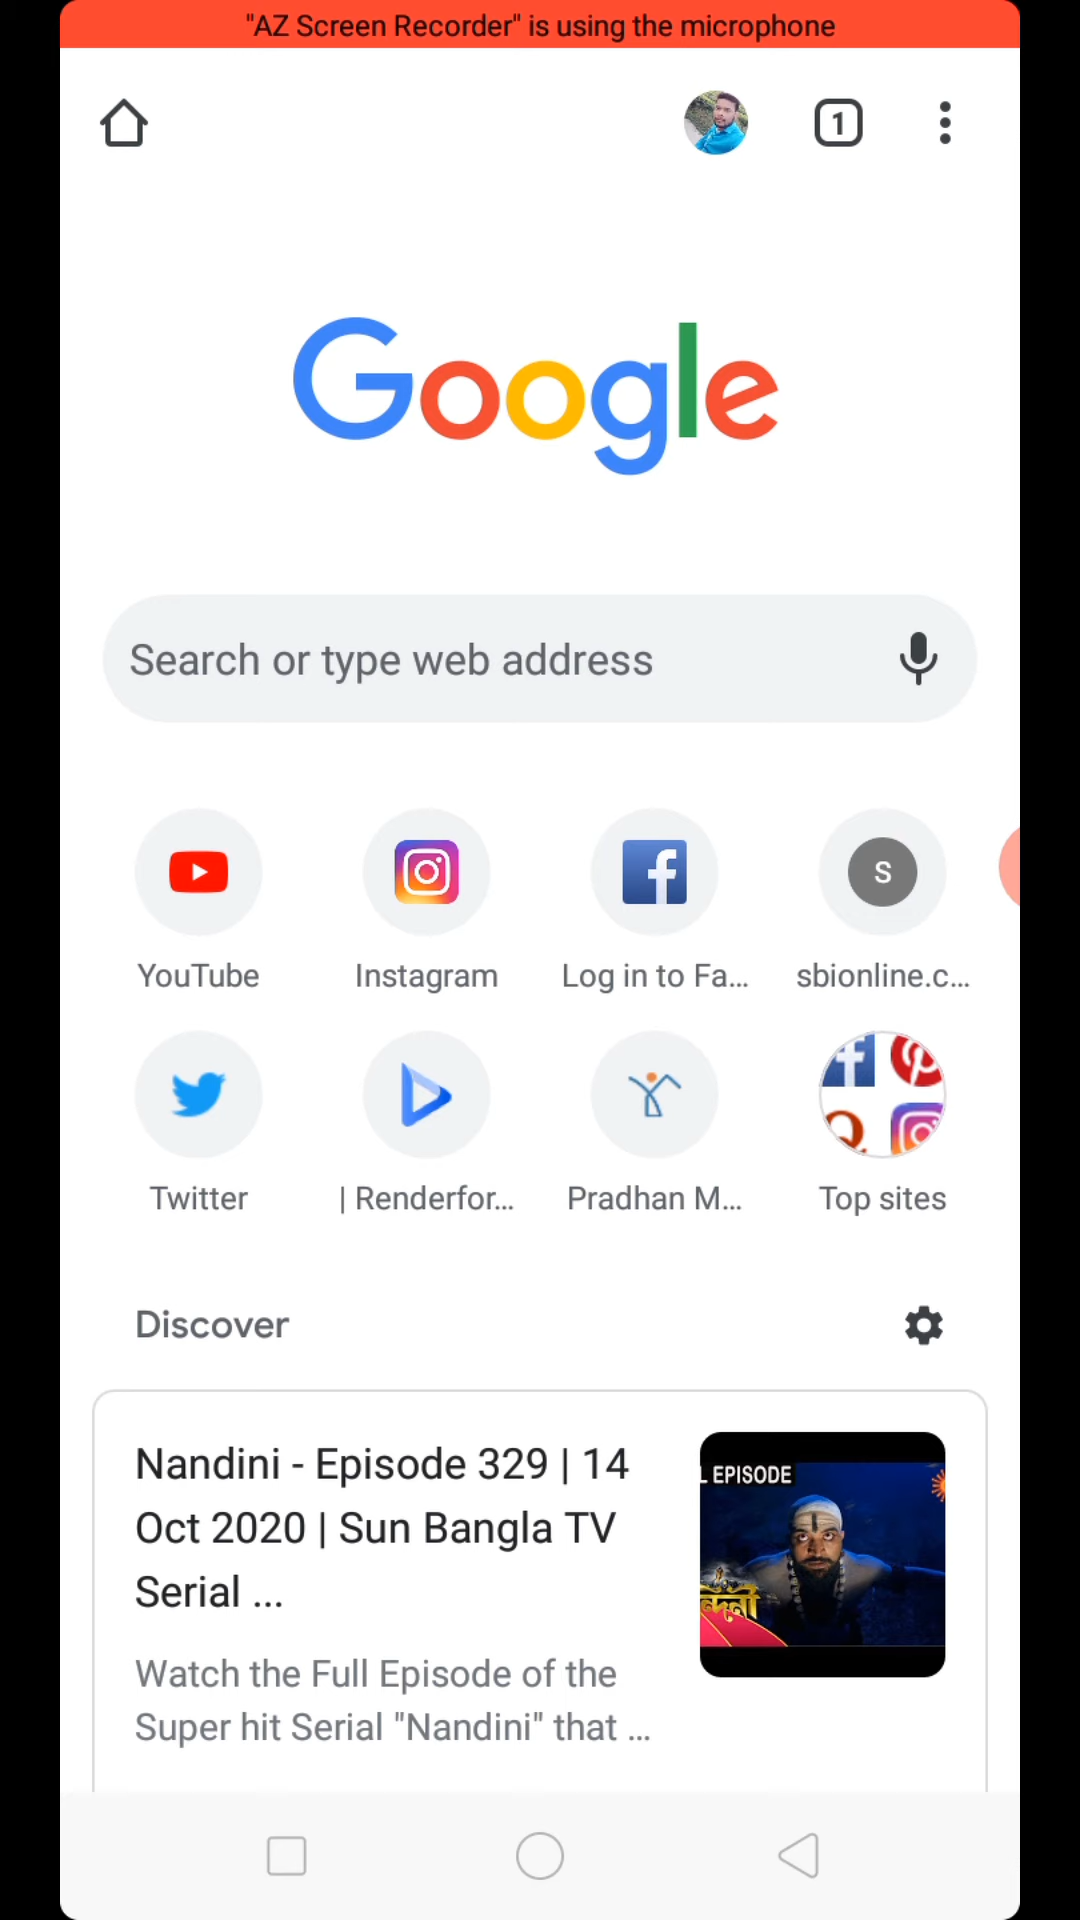 "AZ Screen Recorder" is using the microphone
1
Google
Search or type web address
S
YouTube
Instagram
Log in to Fa...
sbionline.c...
Twitter
| Renderfor...
Pradhan M...
Top sites
Discover
Nandini - Episode 329 | 14
Oct 2020 | Sun Bangla TV
Serial ...
L EPISODE
ন্দিনী
Watch the Full Episode of the
Super hit Serial "Nandini" that ...